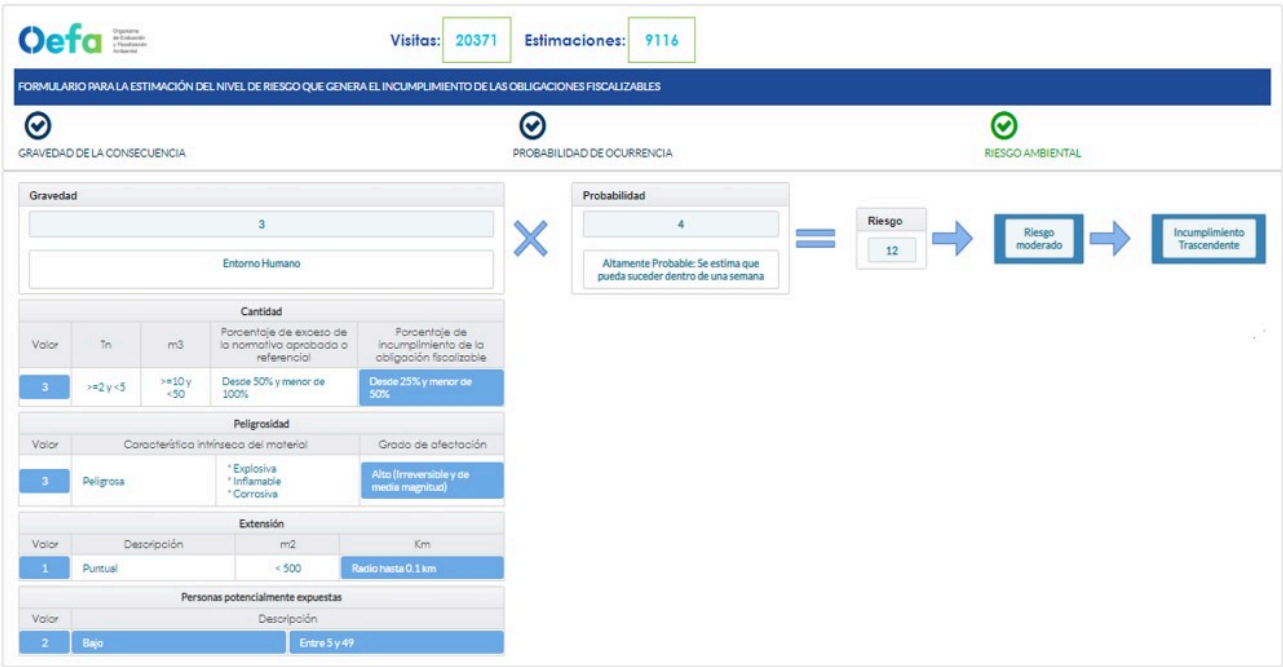 Oefa
Organismo
de Evaluación
y Fiscalización
Ambiental
Visitas: 20371 Estimaciones: 9116
FORMULARIO PARA LA ESTIMACIÓN DEL NIVEL DE RIESGO QUE GENERA EL INCUMPLIMIENTO DE LAS OBLIGACIONES FISCALIZABLES
GRAVEDAD DE LA CONSECUENCIA
PROBABILIDAD DE OCURRENCIA
RIESGO AMBIENTAL
Gravedad
3
Entorno Humano
Probabilidad
4
Altamente Probable: Se estima que
pueda suceder dentro de una semana
Riesgo
12
Riesgo
moderado
Incumplimiento
Trascendente
Cantidad
Valor Tn m3 Porcentaje de exceso de
la normativa aprobada o
referencial
Porcentaje de
incumplimiento de la
obligación fiscalizable
3 >=2 y <5 >=10 y
<50
Desde 50% y menor de
100%
Desde 25% y menor de
50%
Peligrosidad
Valor Característica intrínseca del material Grado de afectación
3 Peligrosa
* Explosiva
* Inflamable
* Corrosiva
Alto (Irreversible y de
media magnitud)
Extensión
Valor Descripción m2 Km
1 Puntual < 500 Radio hasta 0.1 km
Personas potencialmente expuestas
Valor Descripción
2 Bajo Entre 5 y 49